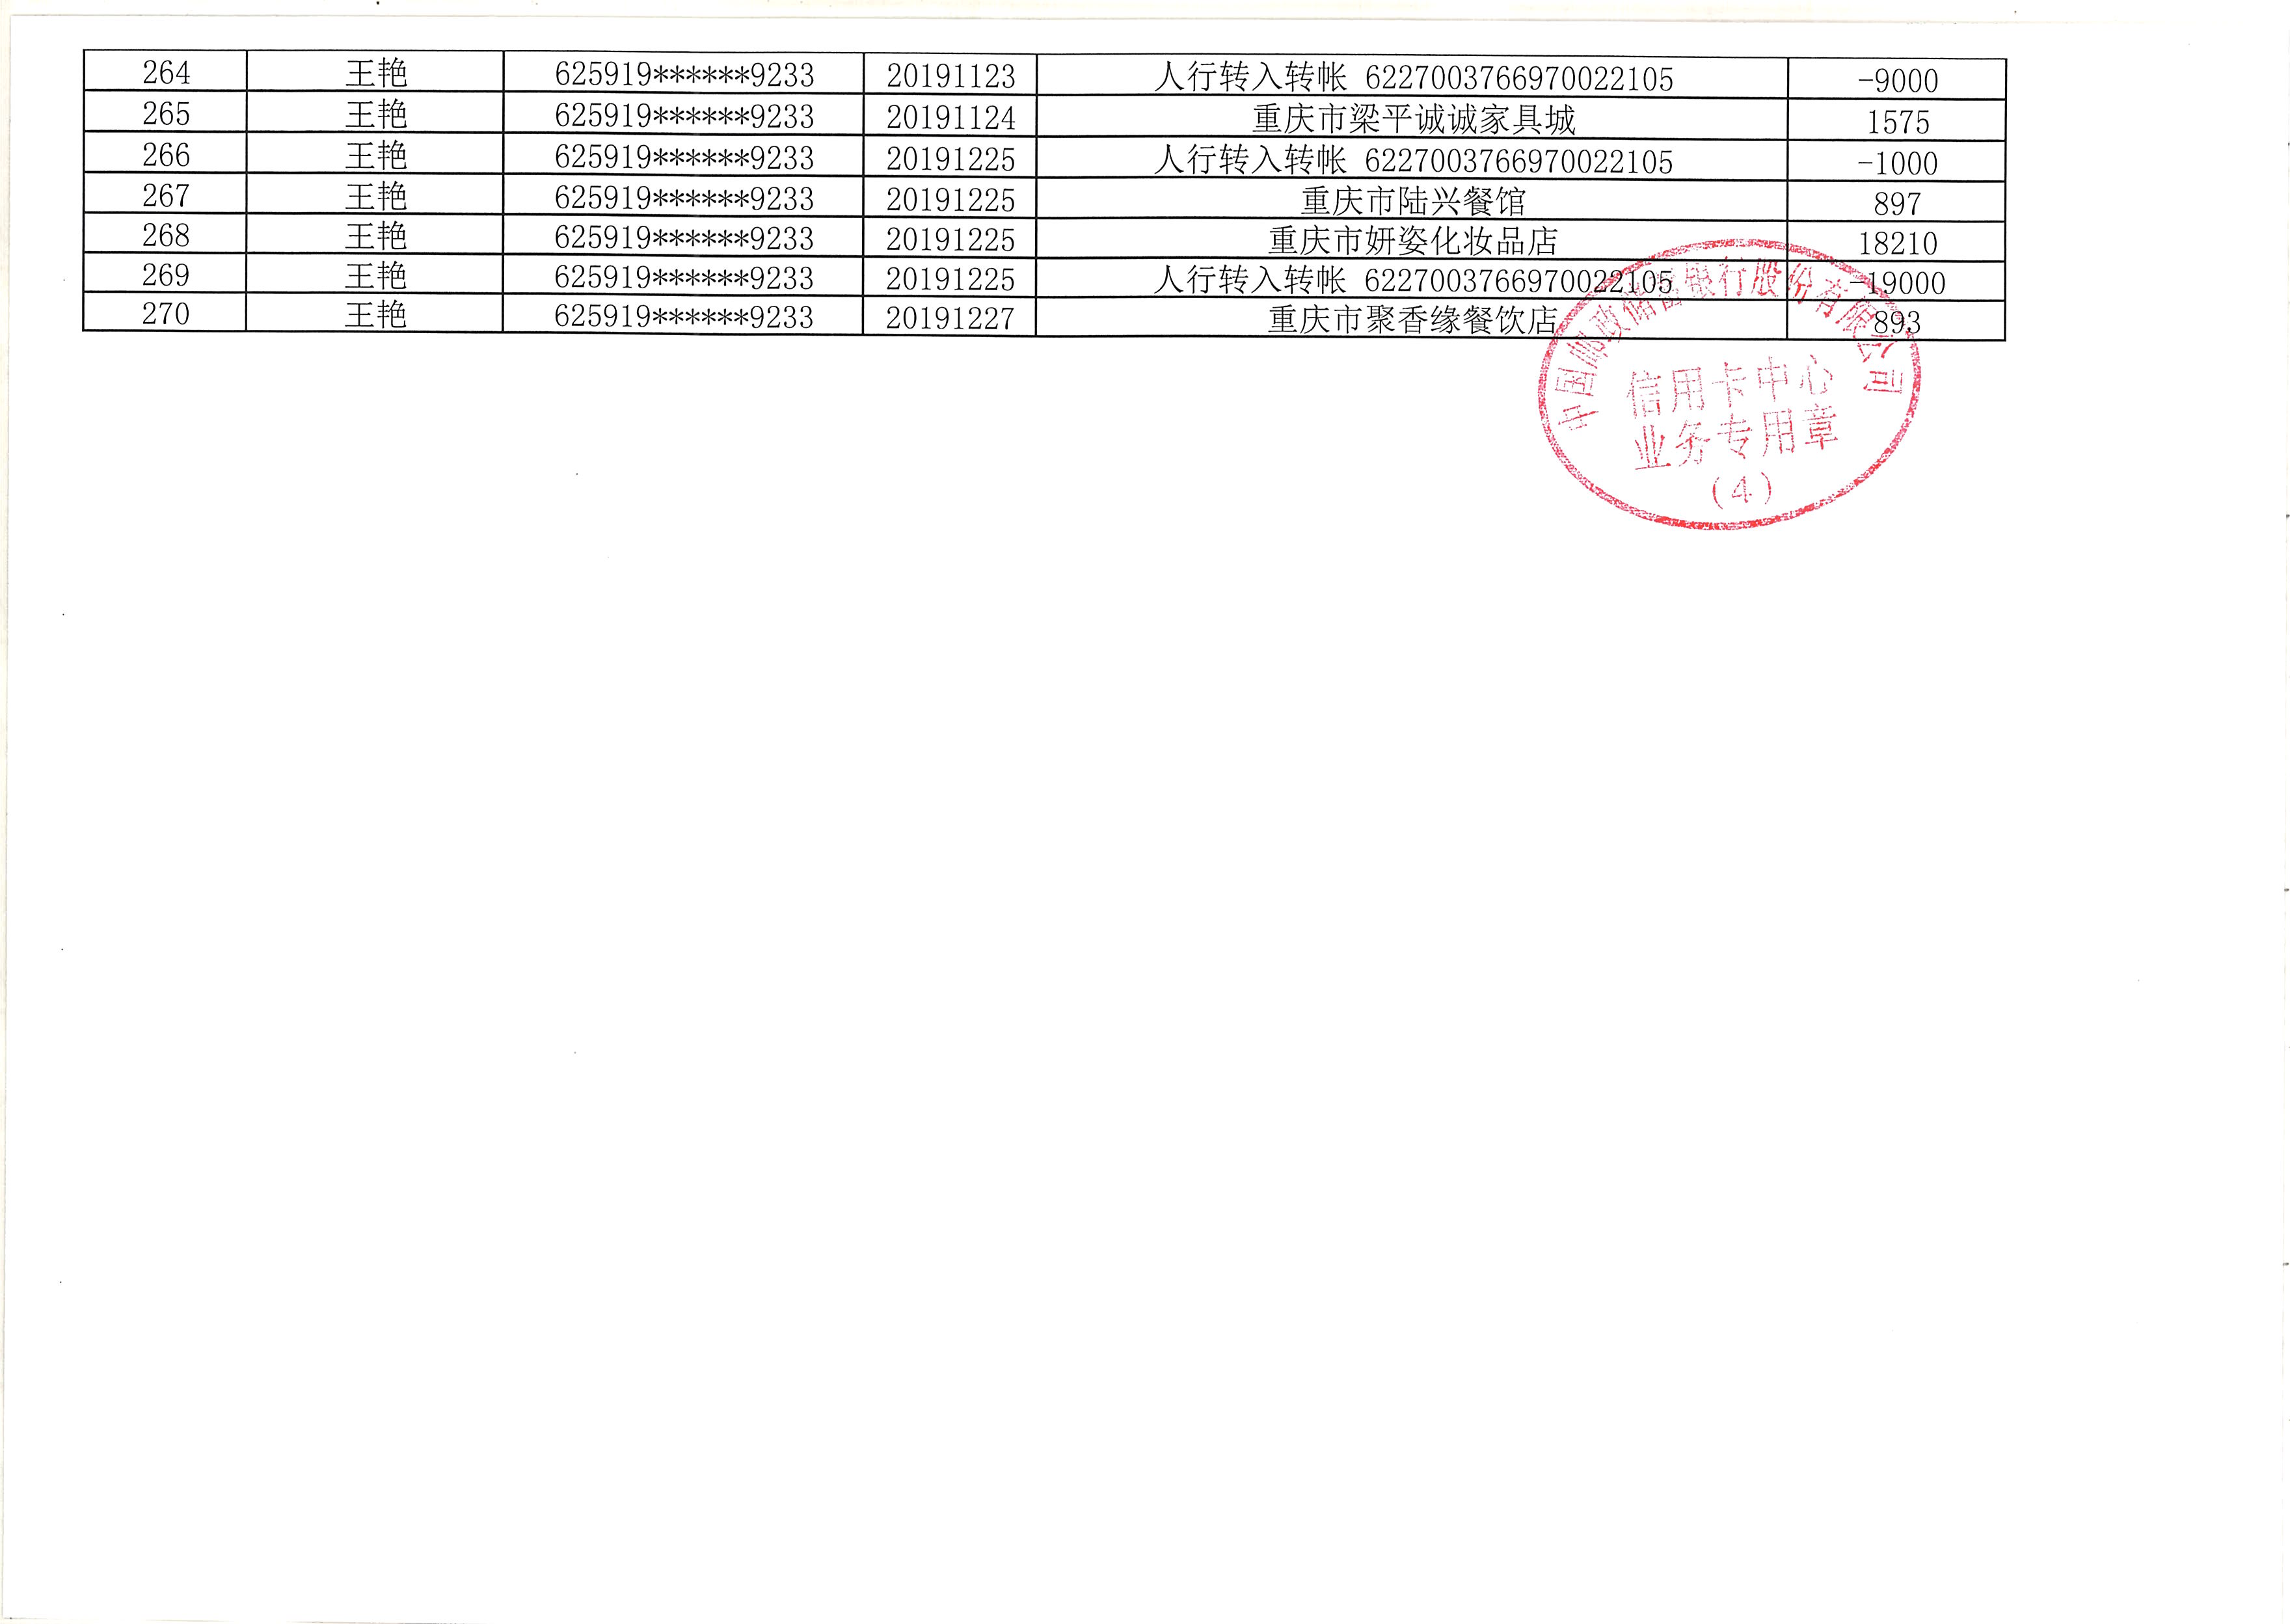 264 王艳 625919******9233 20191123 人行转入转帐 6227003766970022105 -9000
265 王艳 625919******9233 20191124 重庆市梁平诚诚家具城 1575
266 王艳 625919******9233 20191225 人行转入转帐 6227003766970022105 -1000
267 王艳 625919******9233 20191225 重庆市陆兴餐馆 897
268 王艳 625919******9233 20191225 重庆市妍姿化妆品店 18210
269 王艳 625919******9233 20191225 人行转入转帐 6227003766970022105 -19000
270 王艳 625919******9233 20191227 重庆市聚香缘餐饮店 893
中国邮政储蓄银行股份有限公司
信用卡中心
业务专用章
(4)